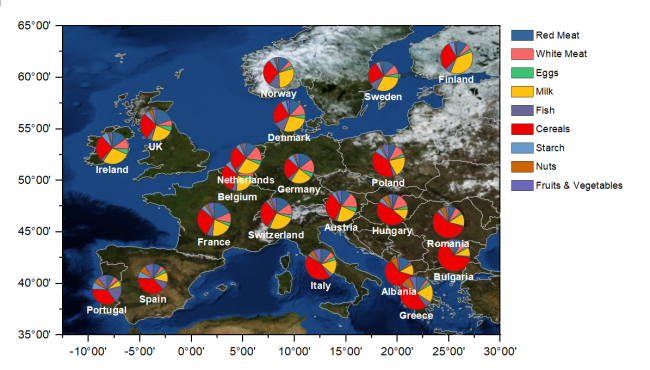 65°00'
60°00'
55°00'
50°00'
45°00'
40°00'
35°00'
-10°00'
-5°00'
0°00'
5°00'
10°00'
15°00'
20°00'
25°00'
30°00'
Norway
Sweden
Finland
Denmark
UK
Ireland
Netherlands
Belgium
Germany
Poland
France
Switzerland
Austria
Hungary
Romania
Bulgaria
Italy
Albania
Greece
Spain
Portugal
Red Meat
White Meat
Eggs
Milk
Fish
Cereals
Starch
Nuts
Fruits & Vegetables